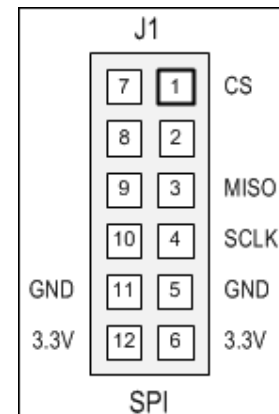 J1
7 1 CS
8 2
9 3 MISO
10 4 SCLK
GND 11 5 GND
3.3V 12 6 3.3V
SPI